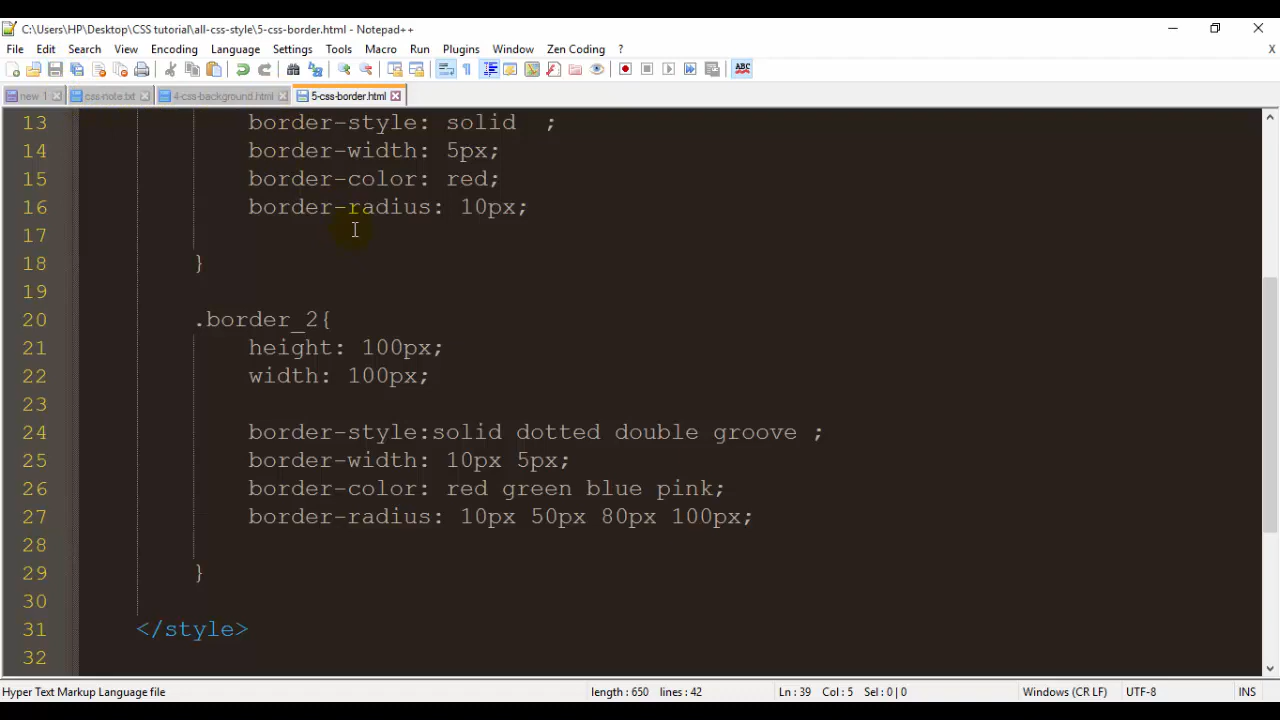 C:\Users\HP\Desktop\CSS tutorial\all-css-style\5-css-border.html - Notepad++
File Edit Search View Encoding Language Settings Tools Macro Run Plugins Window Zen Coding ? X
new 1 css-note.txt 4-css-background.html 5-css-border.html
13 border-style: solid  ;
14 border-width: 5px;
15 border-color: red;
16 border-radius: 10px;
17
18 }
19
20 .border_2{
21 height: 100px;
22 width: 100px;
23
24 border-style:solid dotted double groove ;
25 border-width: 10px 5px;
26 border-color: red green blue pink;
27 border-radius: 10px 50px 80px 100px;
28
29 }
30
31 </style>
32
Hyper Text Markup Language file length : 650 lines : 42 Ln : 39 Col : 5 Sel : 0 | 0 Windows (CR LF) UTF-8 INS